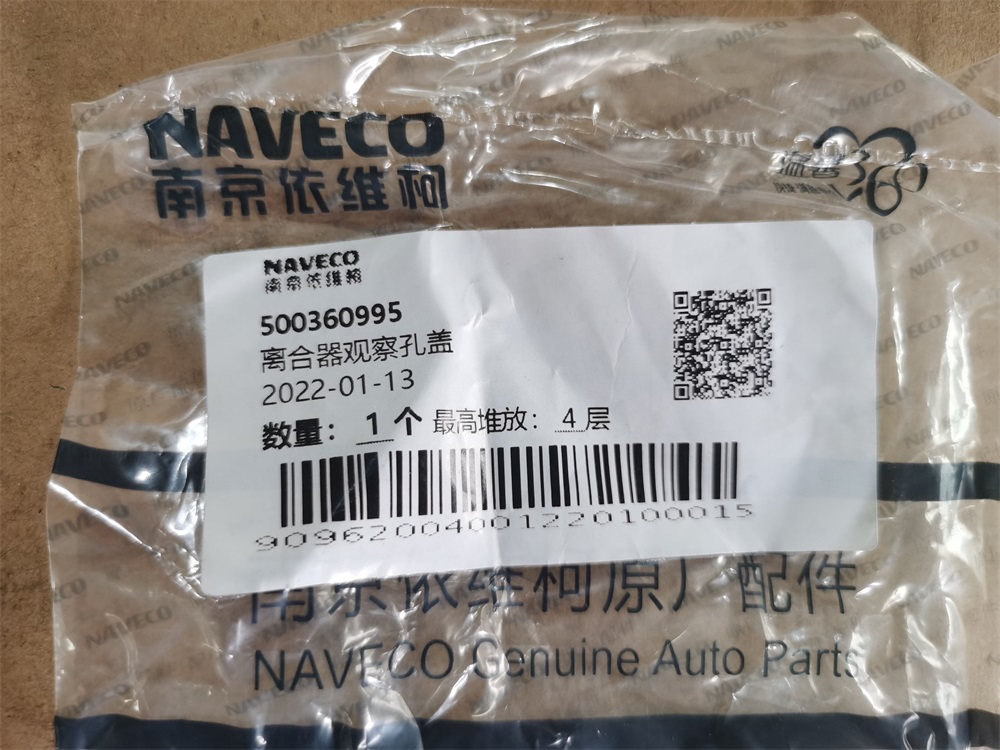 NAVECO
南京依维柯
NAVECO
南京依维柯
500360995
离合器观察孔盖
2022-01-13
数量： 1 个 最高堆放： 4 层
90962004001220100015
南京依维柯原厂配件
NAVECO Genuine Auto Parts